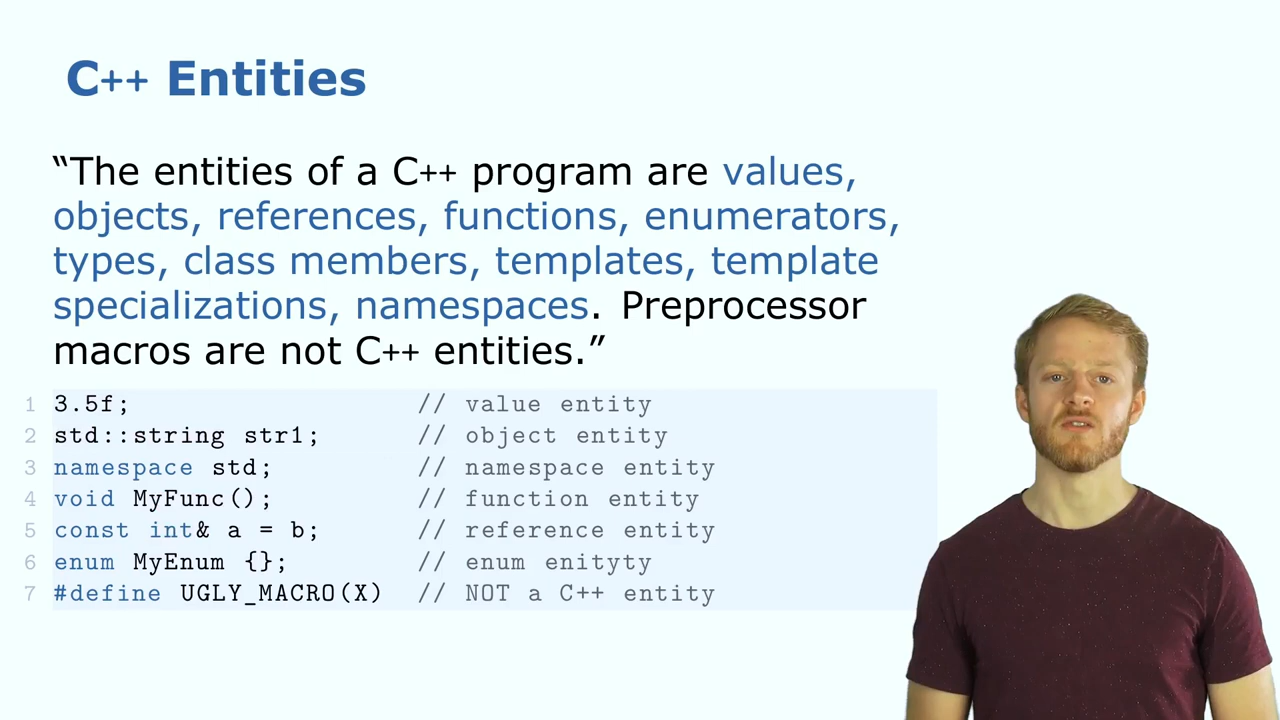 C++ Entities
“The entities of a C++ program are values,
objects, references, functions, enumerators,
types, class members, templates, template
specializations, namespaces. Preprocessor
macros are not C++ entities.”
1 3.5f; // value entity
2 std::string str1; // object entity
3 namespace std; // namespace entity
4 void MyFunc(); // function entity
5 const int& a = b; // reference entity
6 enum MyEnum {}; // enum enityty
7 #define UGLY_MACRO(X) // NOT a C++ entity